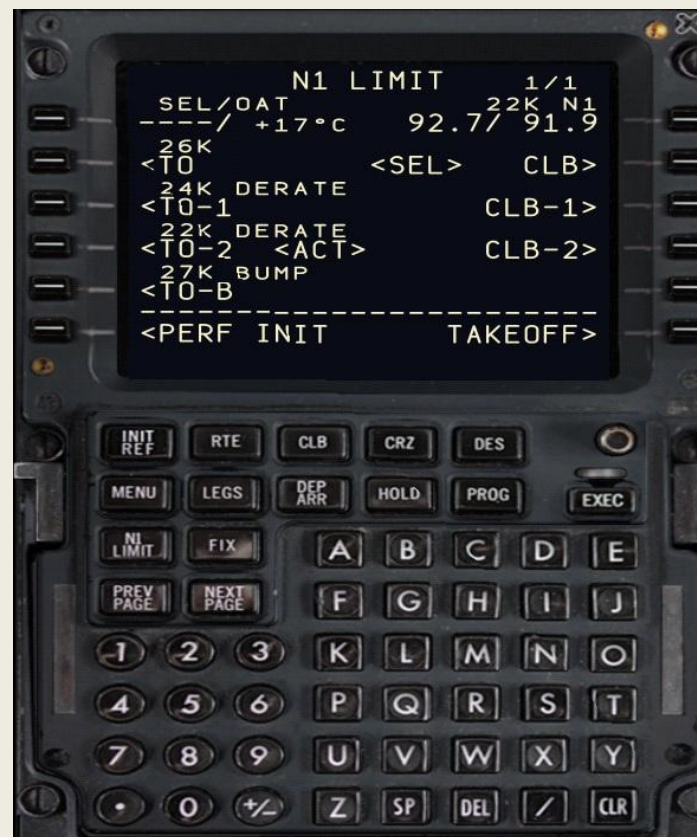 N1 LIMIT 1/1
SEL/OAT 22K N1
----/ +17°C 92.7/ 91.9
26K
<TO <SEL> CLB>
24K DERATE
<TO-1 CLB-1>
22K DERATE
<TO-2 <ACT> CLB-2>
27K BUMP
<TO-B
--------------------------
<PERF INIT TAKEOFF>
INIT REF RTE CLB CRZ DES
MENU LEGS DEP ARR HOLD PROG EXEC
N1 LIMIT FIX A B C D E
PREV PAGE NEXT PAGE F G H I J
1 2 3 K L M N O
4 5 6 P Q R S T
7 8 9 U V W X Y
. 0 +/- Z SP DEL / CLR